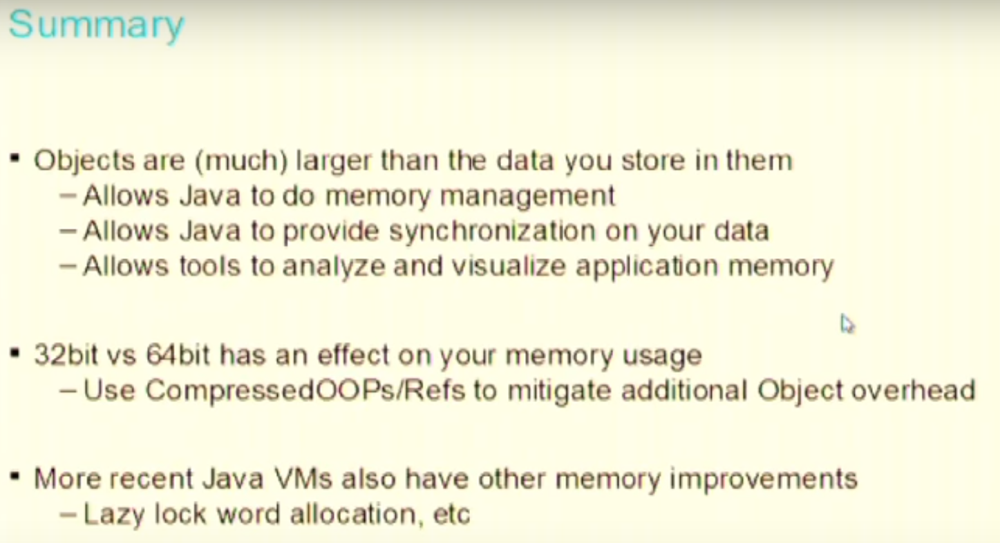 Summary
▪ Objects are (much) larger than the data you store in them
– Allows Java to do memory management
– Allows Java to provide synchronization on your data
– Allows tools to analyze and visualize application memory
▪ 32bit vs 64bit has an effect on your memory usage
– Use CompressedOOPs/Refs to mitigate additional Object overhead
▪ More recent Java VMs also have other memory improvements
– Lazy lock word allocation, etc